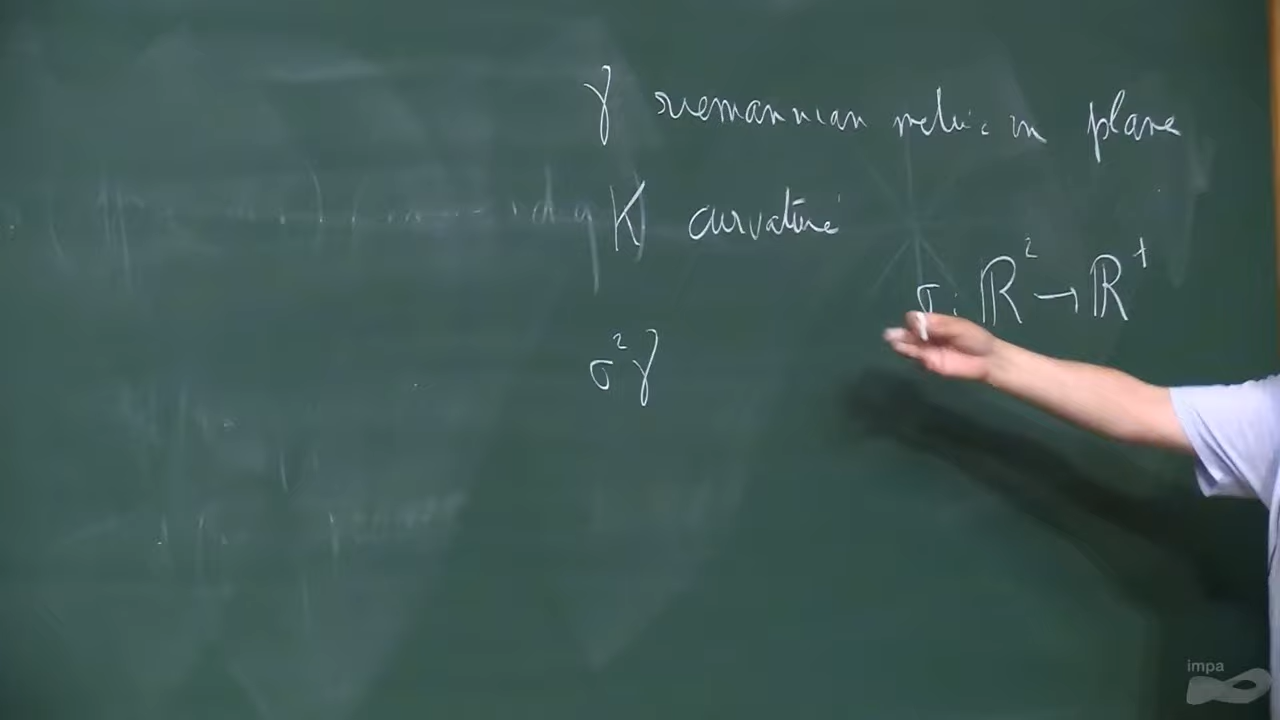 γ riemannian metric in plane
K curvature
σ: ℝ² → ℝ⁺
σ²γ
impa